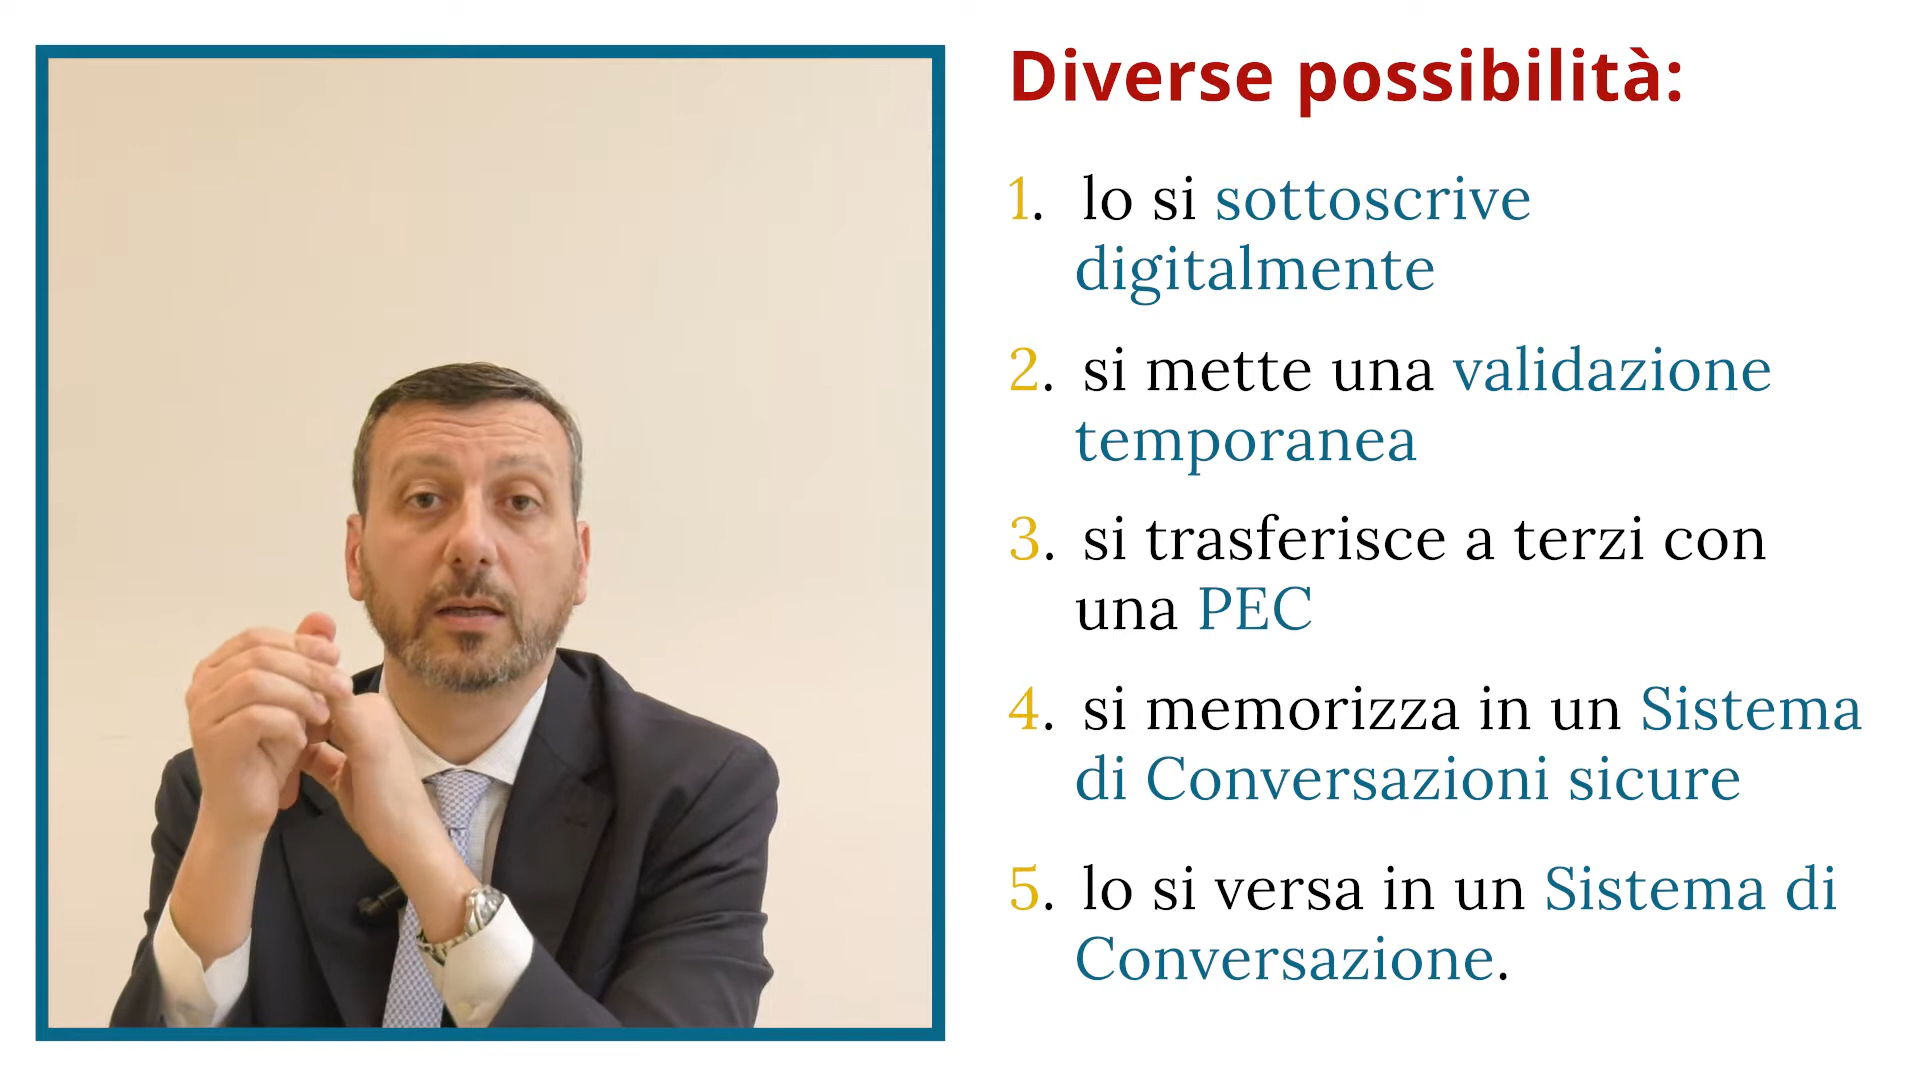 Diverse possibilità:
1. lo si sottoscrive
digitalmente
2. si mette una validazione
temporanea
3. si trasferisce a terzi con
una PEC
4. si memorizza in un Sistema
di Conversazioni sicure
5. lo si versa in un Sistema di
Conversazione.